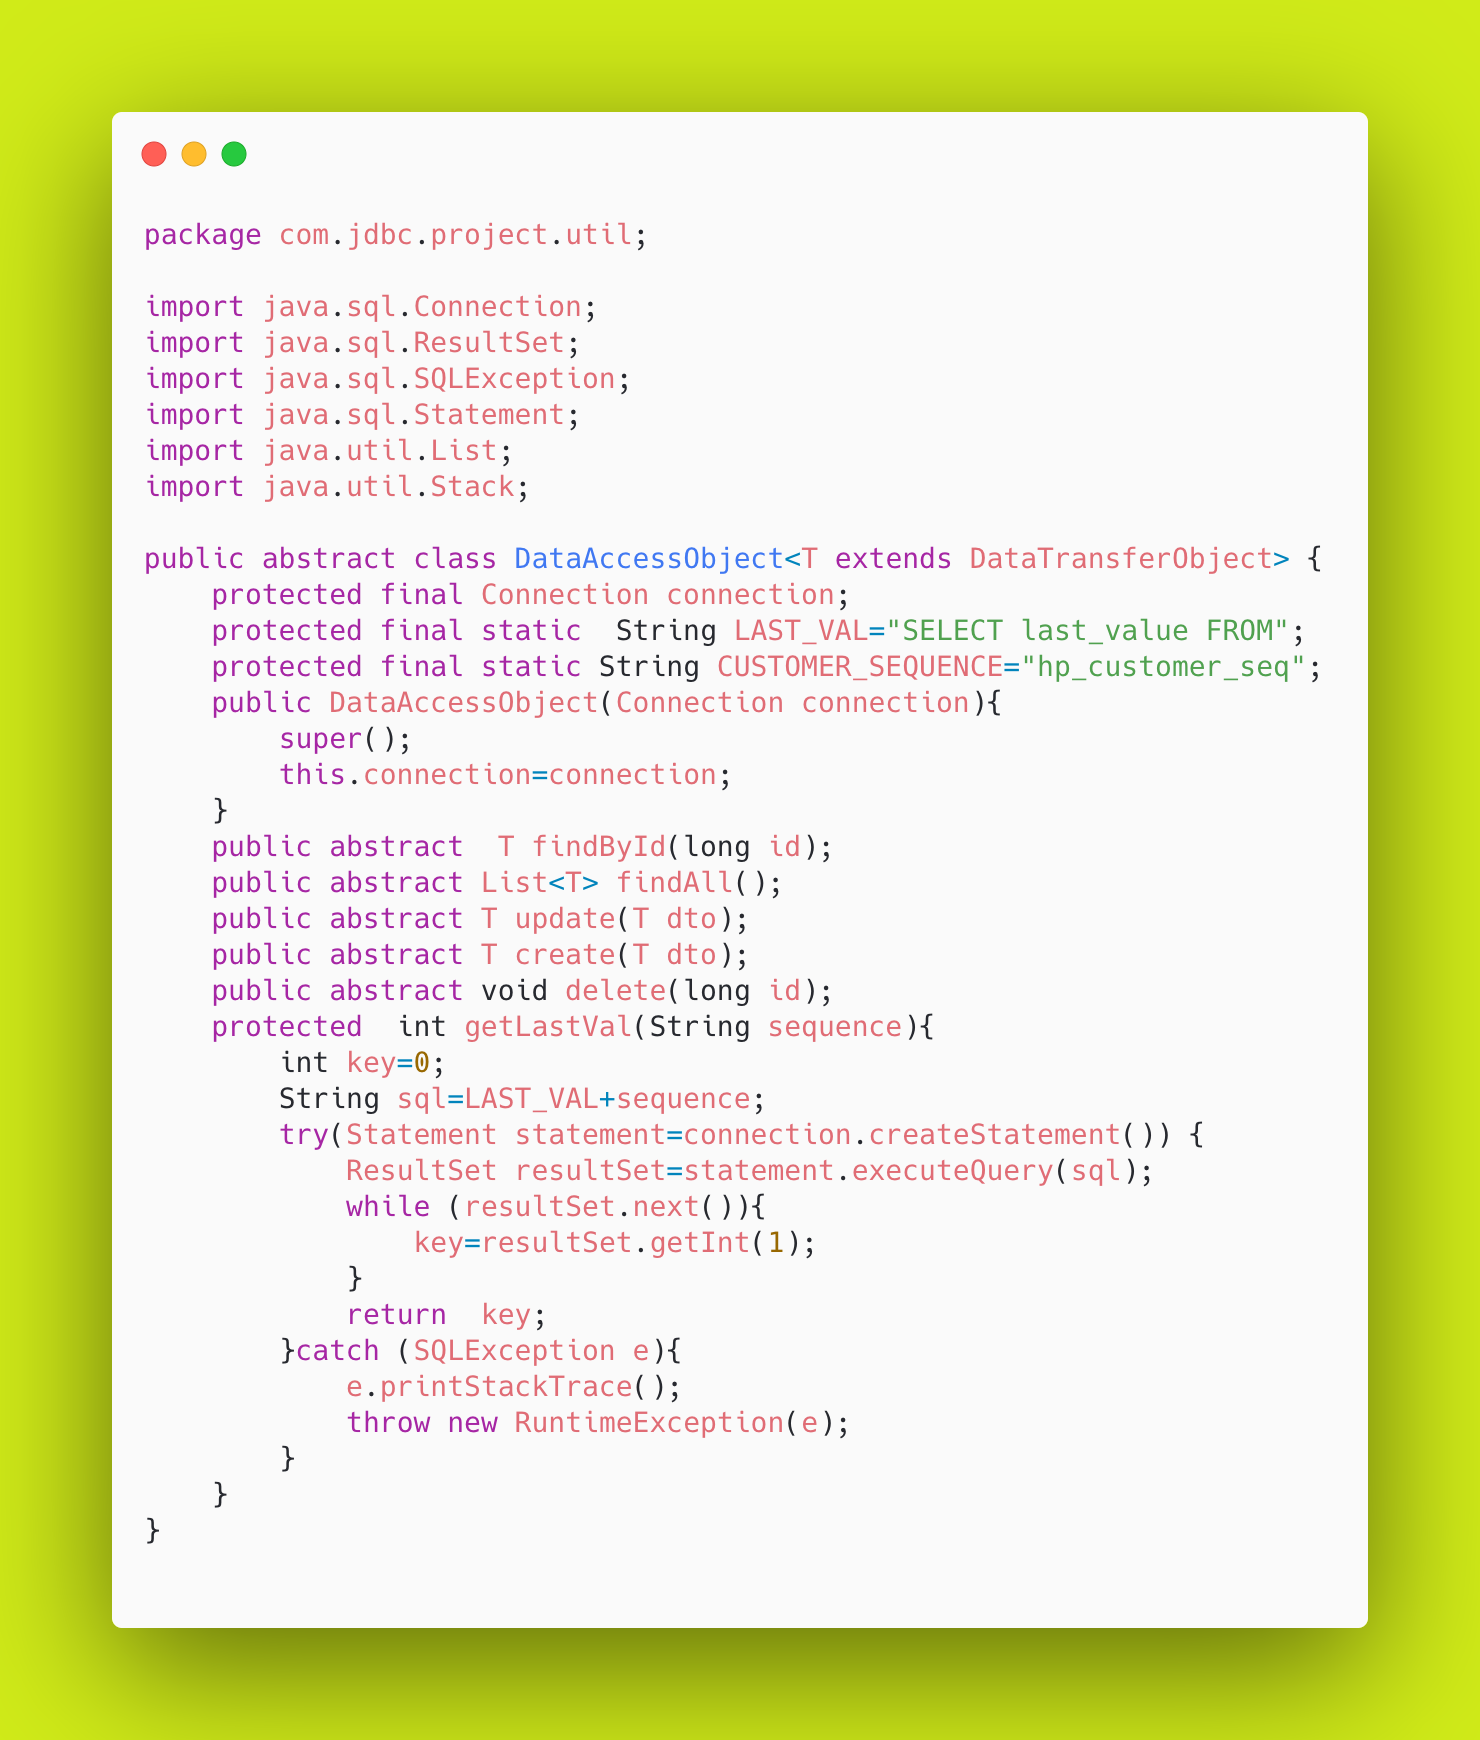 package com.jdbc.project.util;

import java.sql.Connection;
import java.sql.ResultSet;
import java.sql.SQLException;
import java.sql.Statement;
import java.util.List;
import java.util.Stack;

public abstract class DataAccessObject<T extends DataTransferObject> {
    protected final Connection connection;
    protected final static  String LAST_VAL="SELECT last_value FROM";
    protected final static String CUSTOMER_SEQUENCE="hp_customer_seq";
    public DataAccessObject(Connection connection){
        super();
        this.connection=connection;
    }
    public abstract  T findById(long id);
    public abstract List<T> findAll();
    public abstract T update(T dto);
    public abstract T create(T dto);
    public abstract void delete(long id);
    protected  int getLastVal(String sequence){
        int key=0;
        String sql=LAST_VAL+sequence;
        try(Statement statement=connection.createStatement()) {
            ResultSet resultSet=statement.executeQuery(sql);
            while (resultSet.next()){
                key=resultSet.getInt(1);
            }
            return  key;
        }catch (SQLException e){
            e.printStackTrace();
            throw new RuntimeException(e);
        }
    }
}